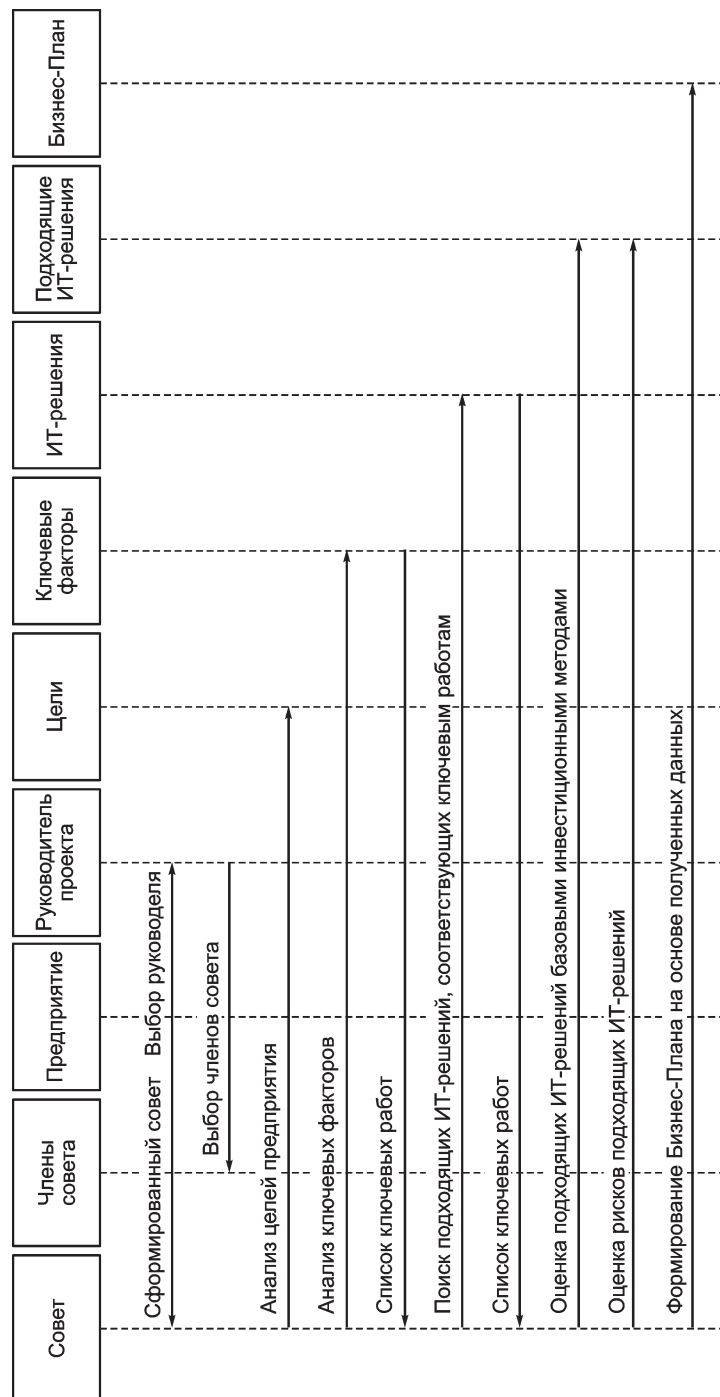 Совет
Члены
совета
Предприятие
Руководитель
проекта
Цели
Ключевые
факторы
ИТ-решения
Подходящие
ИТ-решения
Бизнес-План
Сформированный совет
Выбор руководеля
Выбор членов совета
Анализ целей предприятия
Анализ ключевых факторов
Список ключевых работ
Поиск подходящих ИТ-решений, соответствующих ключевым работам
Список ключевых работ
Оценка подходящих ИТ-решений базовыми инвестиционными методами
Оценка рисков подходящих ИТ-решений
Формирование Бизнес-Плана на основе полученных данных